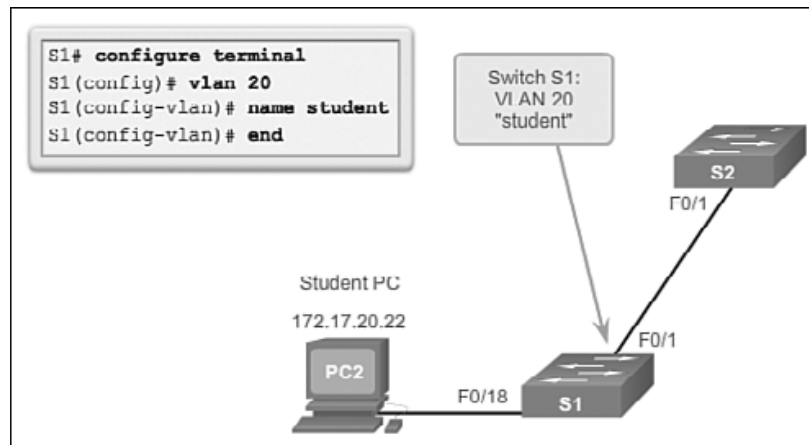 S1# configure terminal
S1(config)# vlan 20
S1(config-vlan)# name student
S1(config-vlan)# end
Switch S1:
VLAN 20
"student"
S2
F0/1
Student PC
172.17.20.22
F0/1
PC2
F0/18
S1